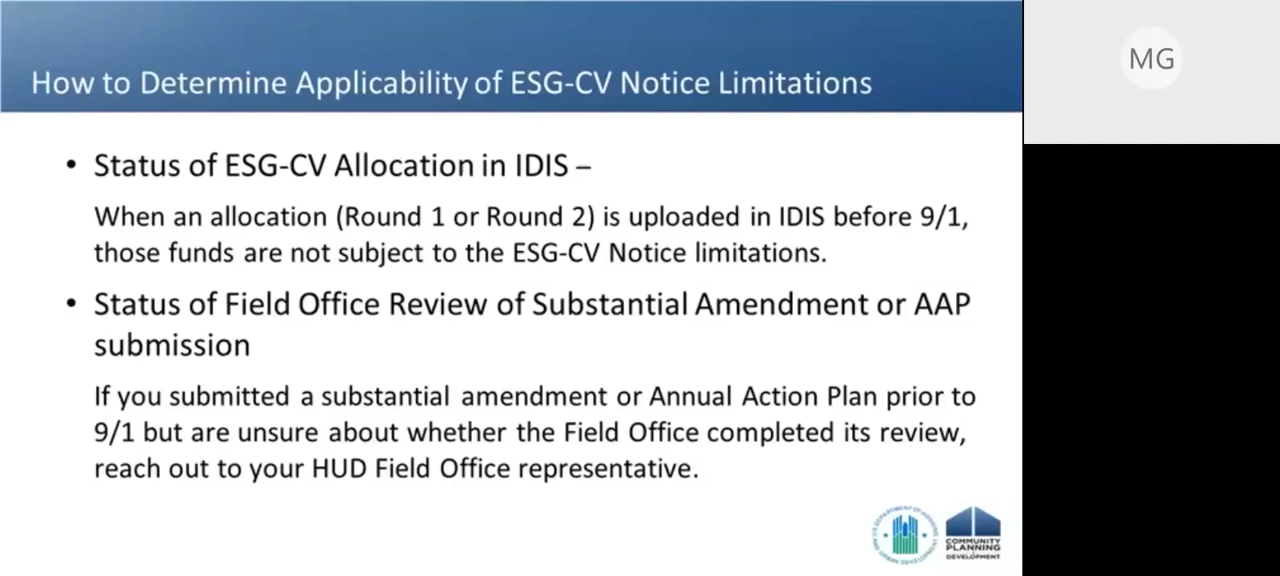 How to Determine Applicability of ESG-CV Notice Limitations
MG
• Status of ESG-CV Allocation in IDIS –
When an allocation (Round 1 or Round 2) is uploaded in IDIS before 9/1,
those funds are not subject to the ESG-CV Notice limitations.
• Status of Field Office Review of Substantial Amendment or AAP
submission
If you submitted a substantial amendment or Annual Action Plan prior to
9/1 but are unsure about whether the Field Office completed its review,
reach out to your HUD Field Office representative.
COMMUNITY
PLANNING
DEVELOPMENT